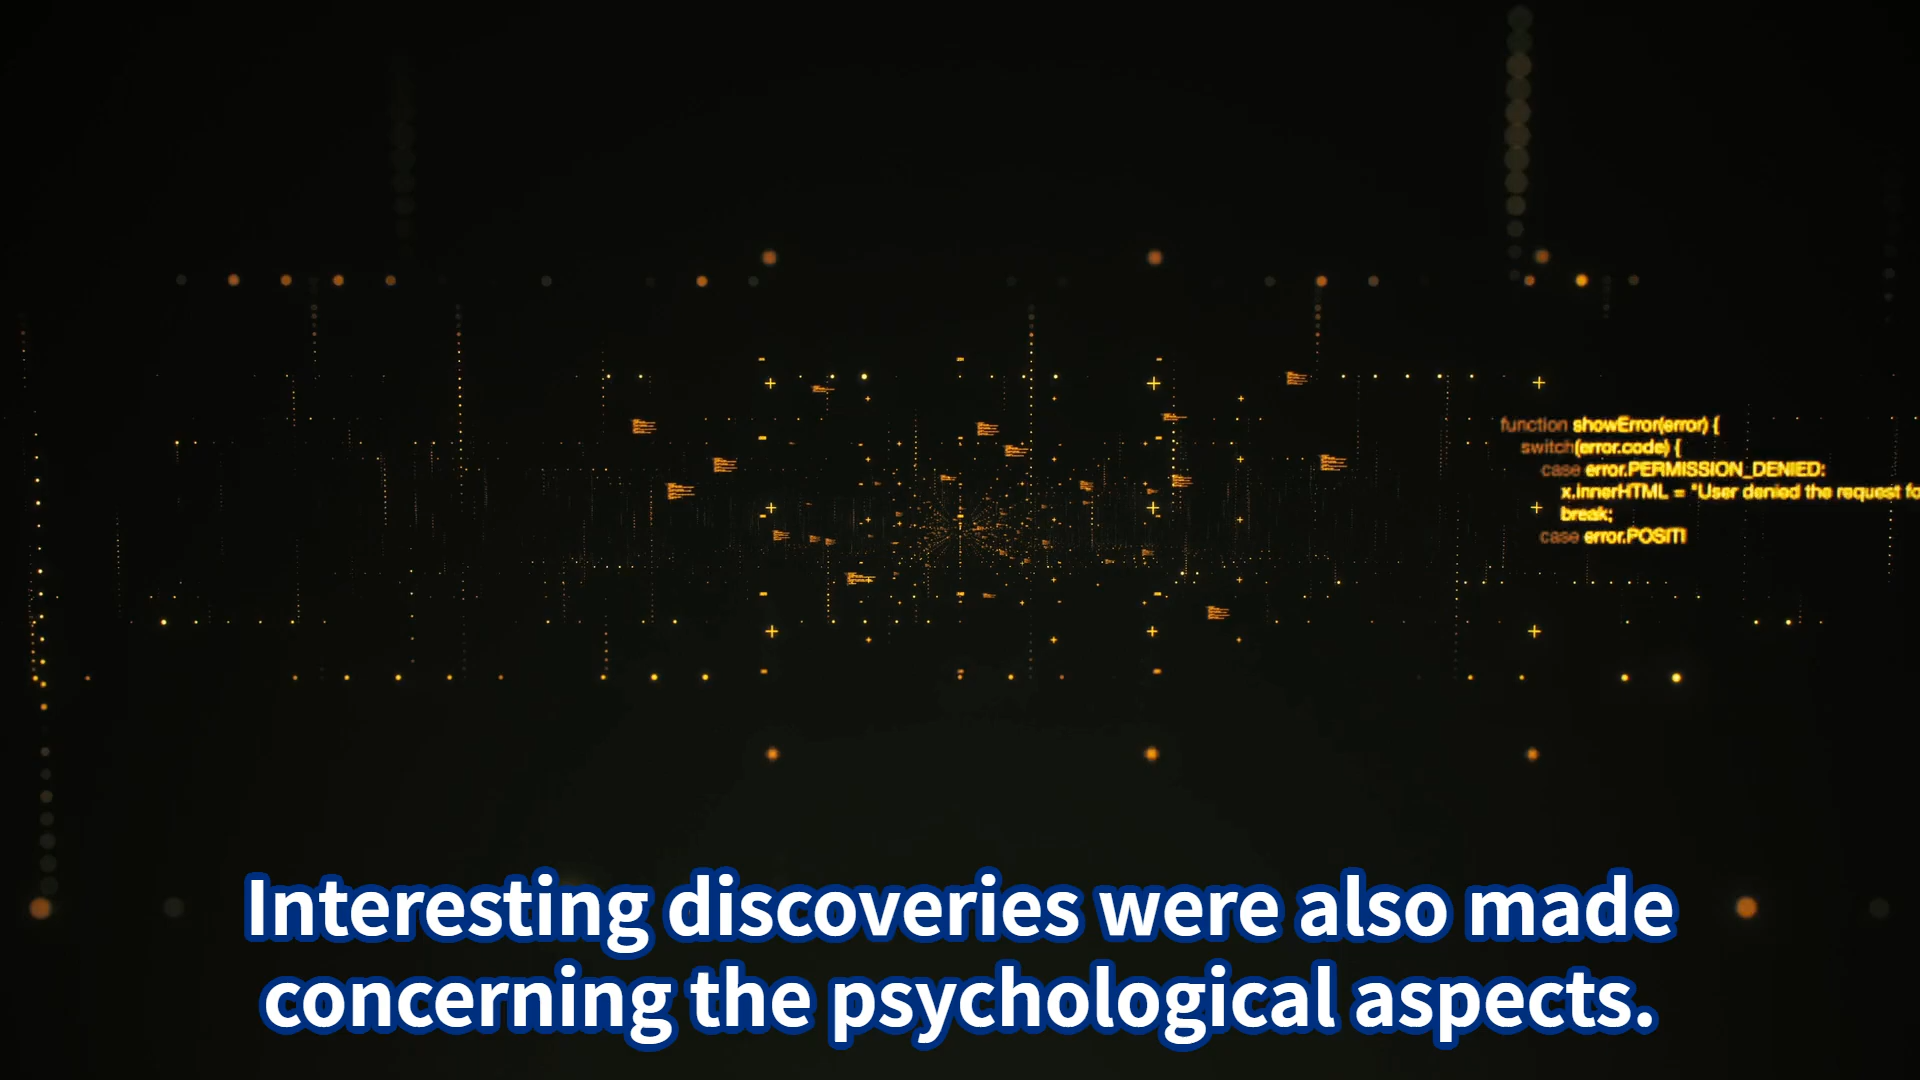 function showError(error) {
switch(error.code) {
case error.PERMISSION_DENIED:
x.innerHTML = "User denied the request fo
break;
case error.POSITI
Interesting discoveries were also made
concerning the psychological aspects.